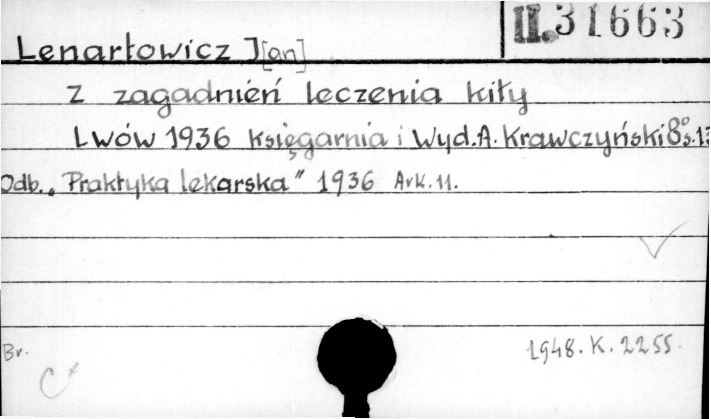 II.31663
Lenartowicz J[an]
Z zagadnień leczenia kiły
Lwów 1936 Księgarnia i Wyd. A. Krawczyński 8° s. 13
Odb. „Praktyka lekarska" 1936 Ark. 11.
Br.
1948. K. 2255.